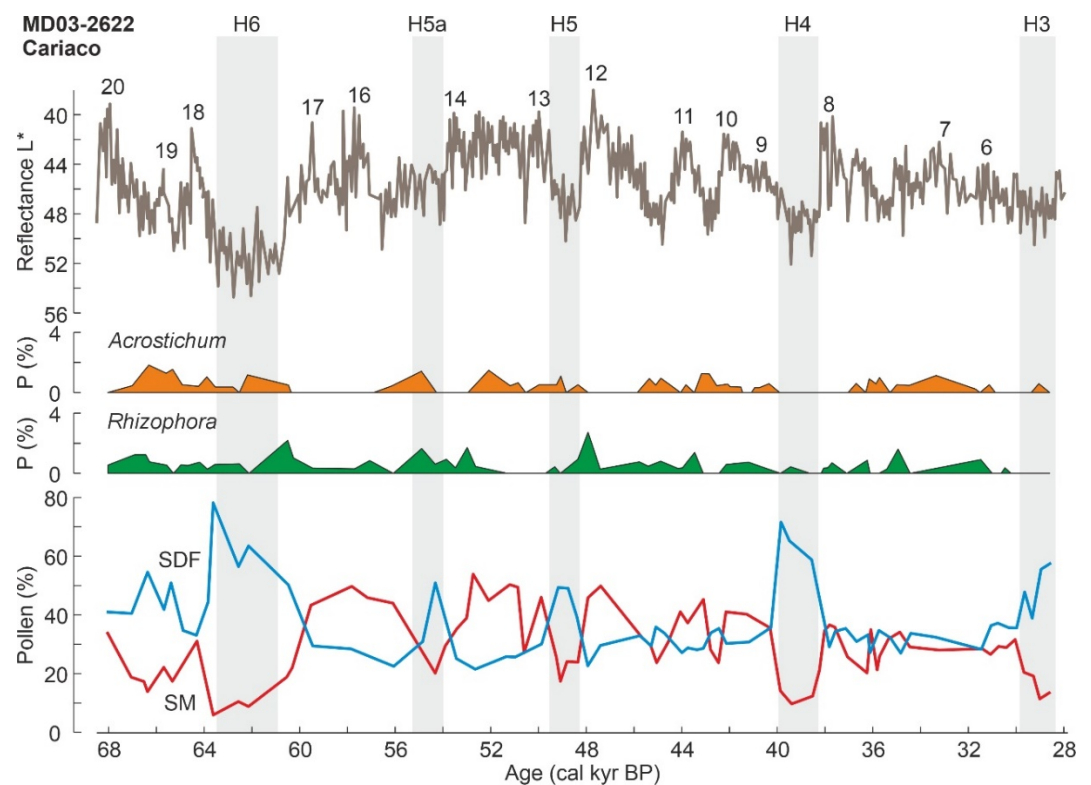 MD03-2622
Cariaco
H6 H5a H5 H4 H3
20 19 18 17 16 14 13 12 11 10 9 8 7 6
Reflectance L*
40
44
48
52
56
Acrostichum
P (%)
4
0
Rhizophora
P (%)
4
0
Pollen (%)
80
60
40
20
0
SDF
SM
68 64 60 56 52 48 44 40 36 32 28
Age (cal kyr BP)